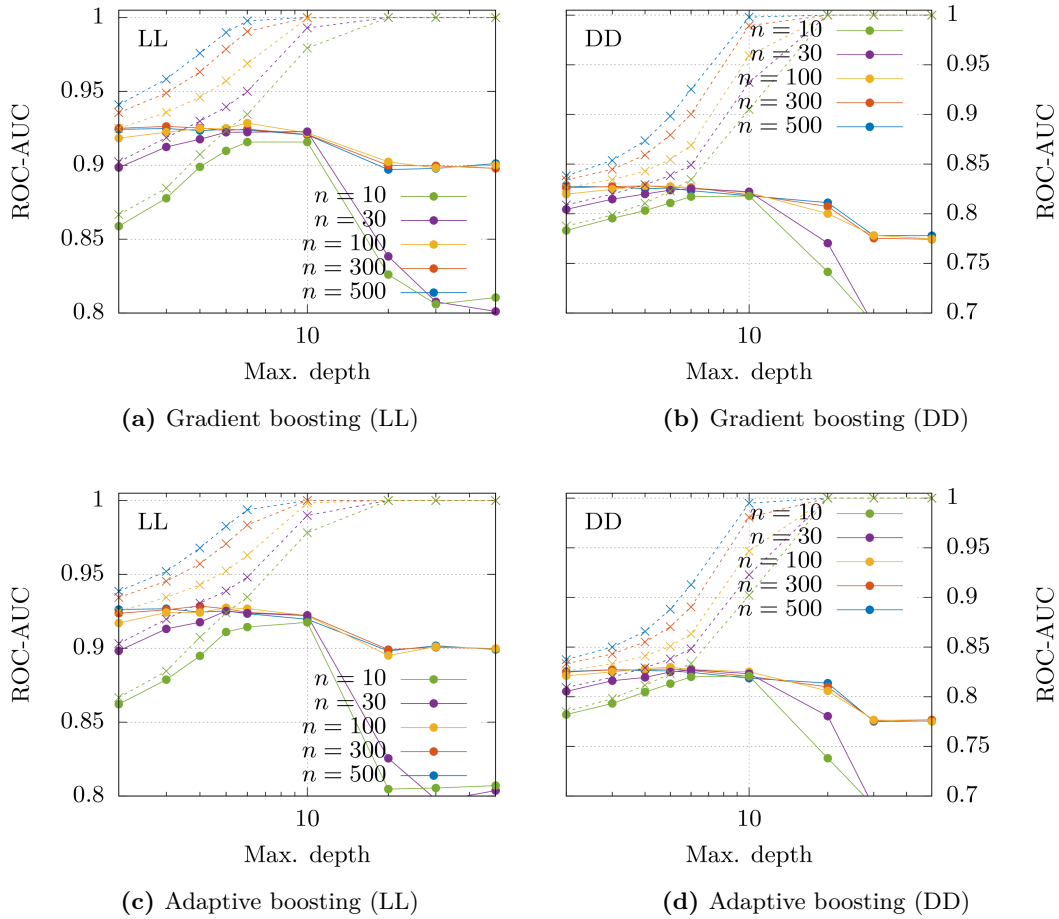 LL
ROC-AUC
1
0.95
0.9
0.85
0.8
n = 10
n = 30
n = 100
n = 300
n = 500
10
Max. depth
(a) Gradient boosting (LL)
DD
n = 10
n = 30
n = 100
n = 300
n = 500
1
0.95
0.9
0.85
0.8
0.75
0.7
ROC-AUC
10
Max. depth
(b) Gradient boosting (DD)
LL
ROC-AUC
1
0.95
0.9
0.85
0.8
n = 10
n = 30
n = 100
n = 300
n = 500
10
Max. depth
(c) Adaptive boosting (LL)
DD
n = 10
n = 30
n = 100
n = 300
n = 500
1
0.95
0.9
0.85
0.8
0.75
0.7
ROC-AUC
10
Max. depth
(d) Adaptive boosting (DD)